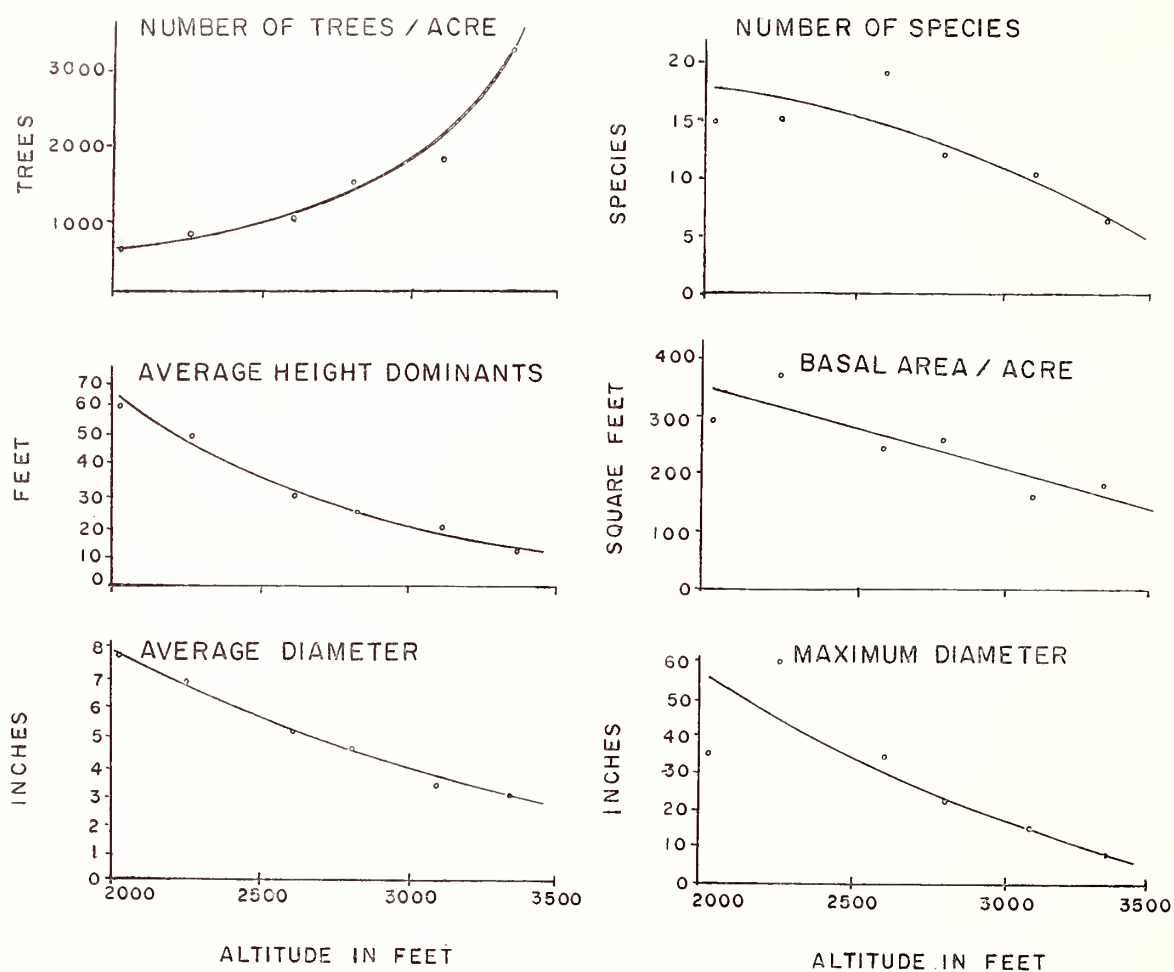 NUMBER OF TREES / ACRE
TREES
3000
2000
1000
NUMBER OF SPECIES
SPECIES
20
15
10
5
0
AVERAGE HEIGHT DOMINANTS
FEET
70
60
50
40
30
20
10
0
BASAL AREA / ACRE
SQUARE FEET
400
300
200
100
0
AVERAGE DIAMETER
INCHES
8
7
6
5
4
3
2
1
0
2000 2500 3000 3500
ALTITUDE IN FEET
MAXIMUM DIAMETER
INCHES
60
50
40
30
20
10
0
2000 2500 3000 3500
ALTITUDE IN FEET